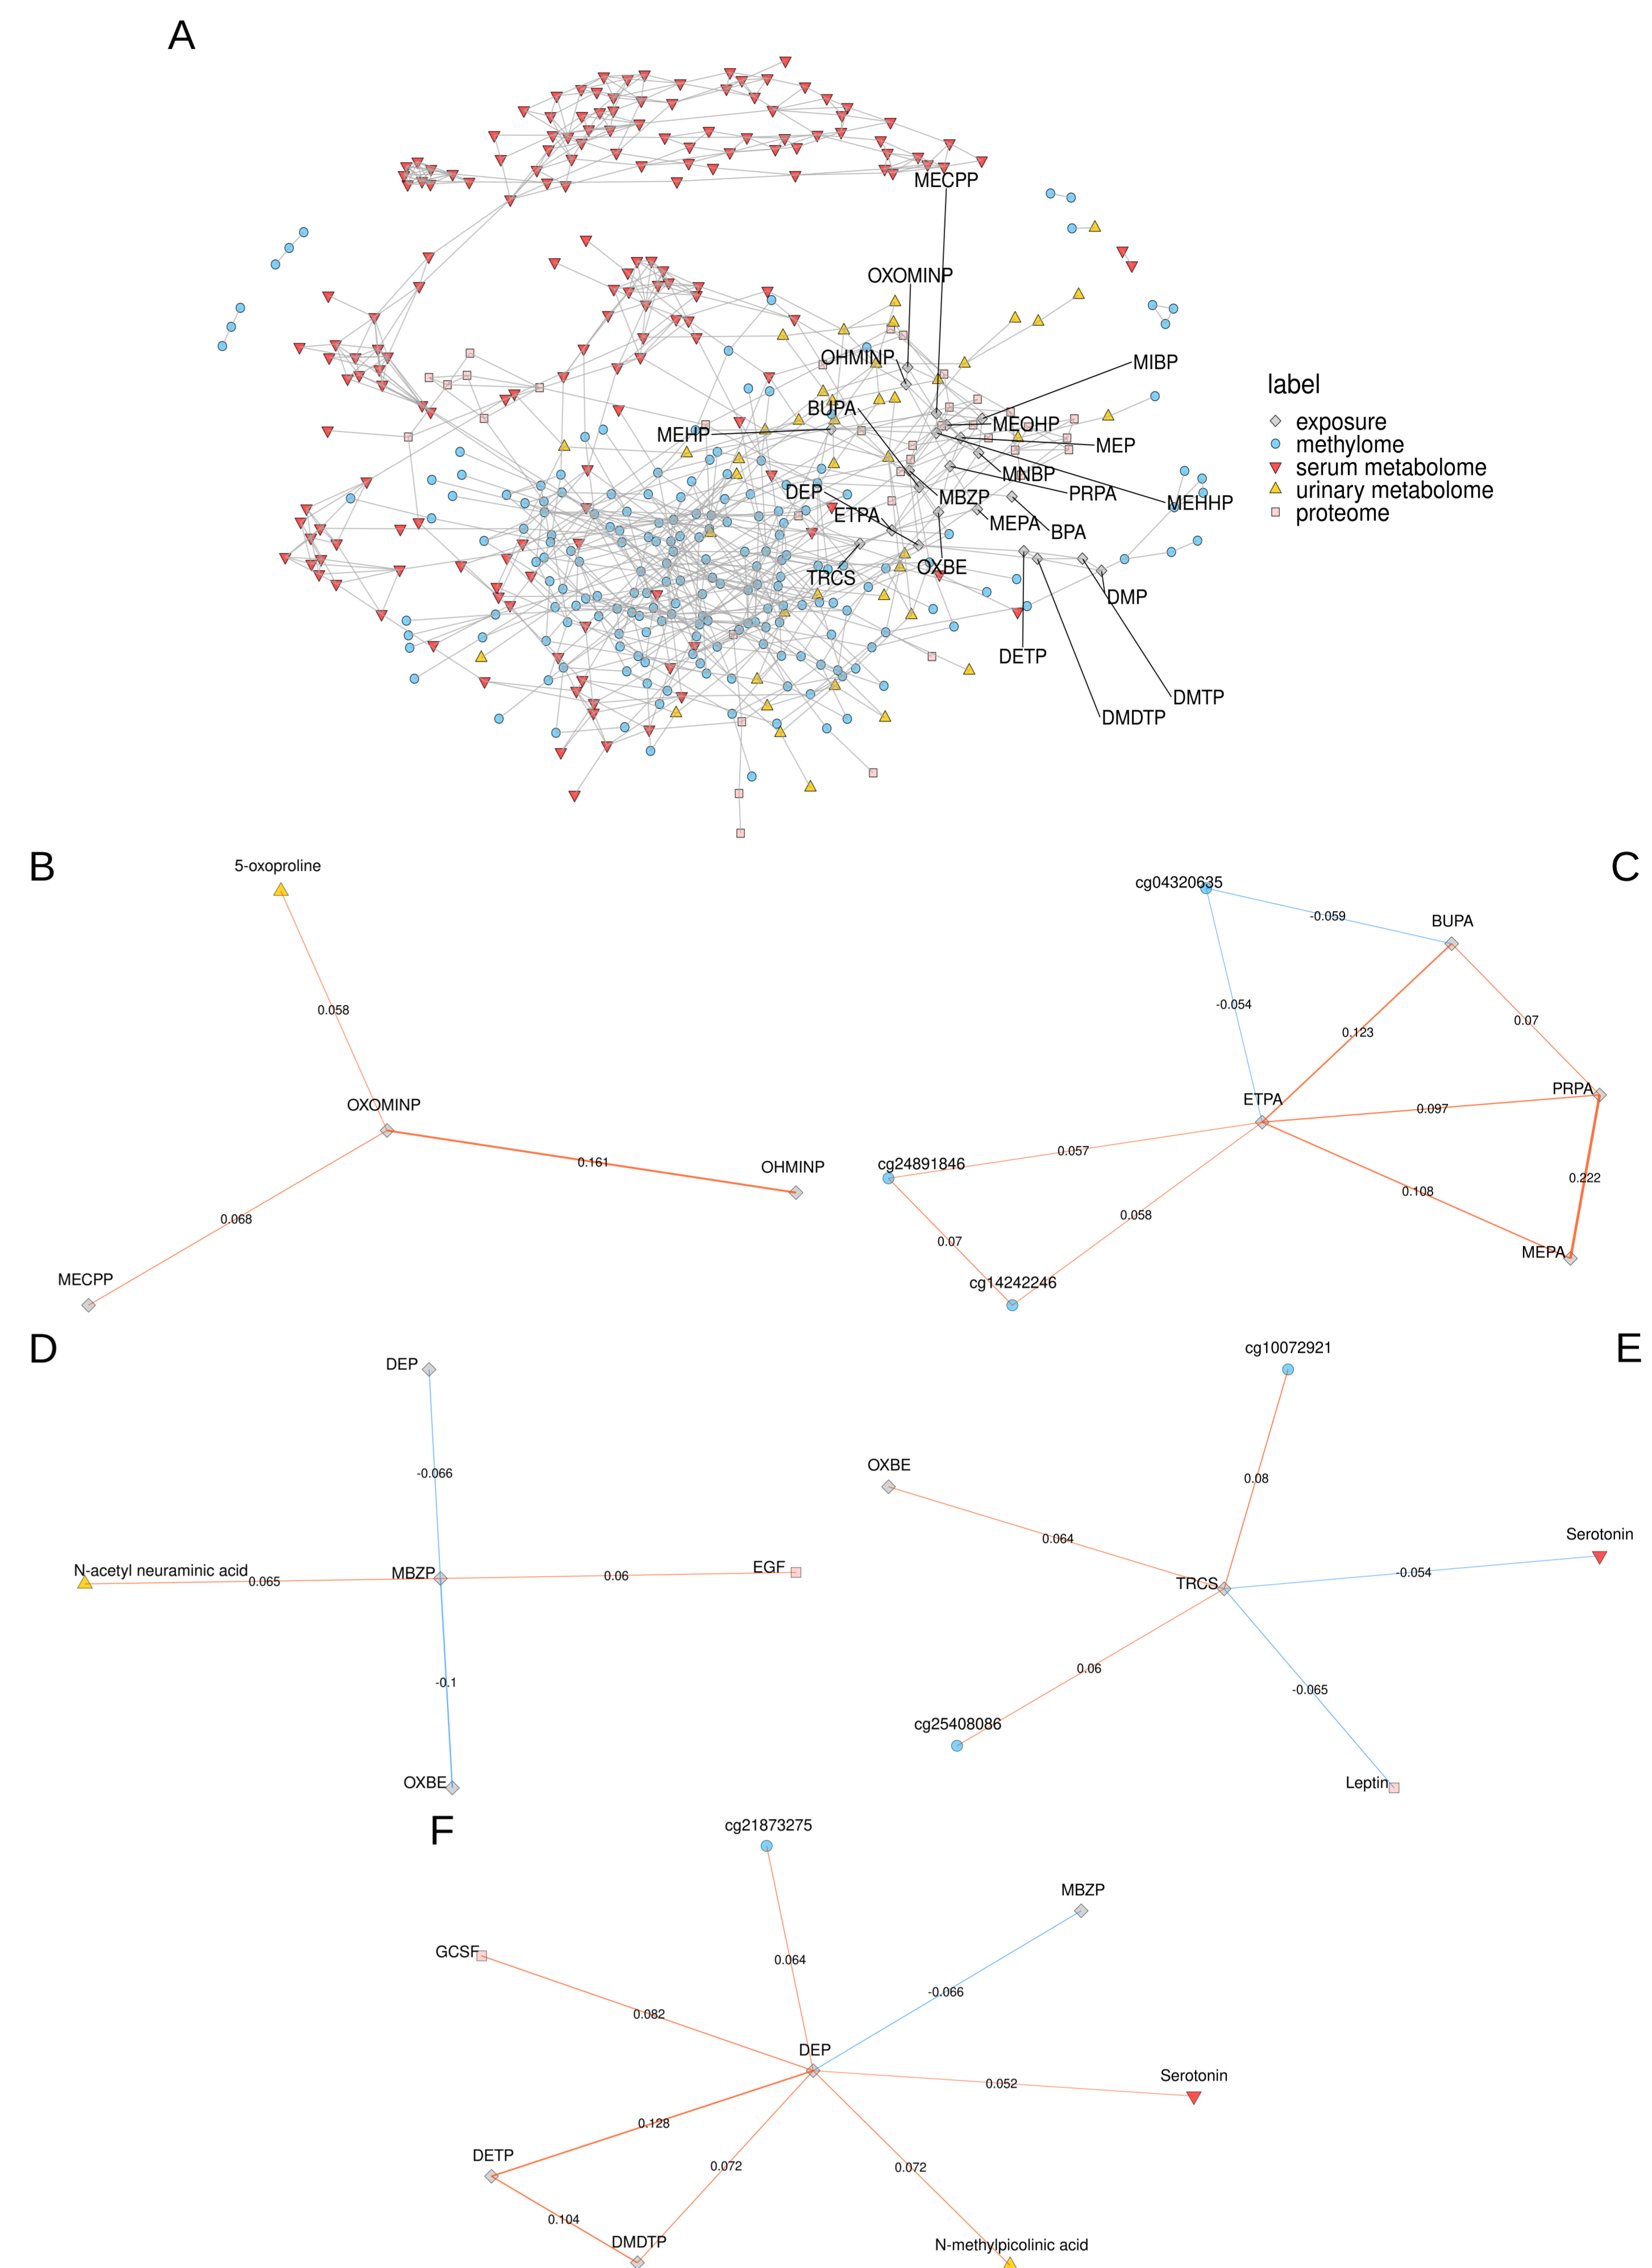 A
MECPP
OXOMINP
OHMINP
MIBP
label
exposure
methylome
serum metabolome
urinary metabolome
proteome
BUPA
MEHP
MEOHP
MEP
MNBP
PRPA
MEHHP
DEP
MBZP
ETPA
MEPA
BPA
TRCS
OXBE
DMP
DETP
DMTP
DMDTP
B
5-oxoproline
0.058
OXOMINP
0.161
OHMINP
0.068
MECPP
C
cg04320635
-0.059
BUPA
-0.054
0.123
0.07
PRPA
ETPA
0.097
0.057
cg24891846
0.222
0.108
0.058
0.07
MEPA
cg14242246
D
DEP
-0.066
N-acetyl neuraminic acid
0.065
MBZP
0.06
EGF
-0.1
OXBE
E
cg10072921
OXBE
0.08
0.064
Serotonin
-0.054
TRCS
0.06
-0.065
cg25408086
Leptin
F
cg21873275
MBZP
GCSF
0.064
-0.066
0.082
DEP
Serotonin
0.052
0.128
DETP
0.072
0.072
0.104
DMDTP
N-methylpicolinic acid